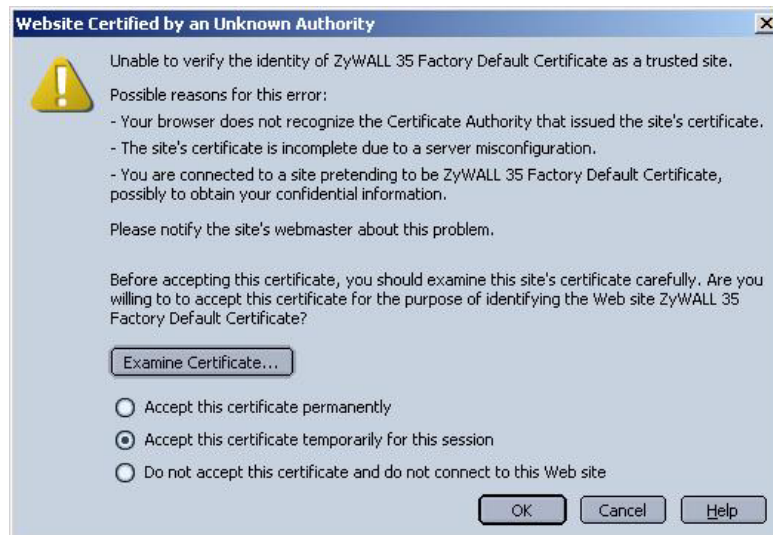 Website Certified by an Unknown Authority
Unable to verify the identity of ZyWALL 35 Factory Default Certificate as a trusted site.
Possible reasons for this error:
- Your browser does not recognize the Certificate Authority that issued the site's certificate.
- The site's certificate is incomplete due to a server misconfiguration.
- You are connected to a site pretending to be ZyWALL 35 Factory Default Certificate,
possibly to obtain your confidential information.
Please notify the site's webmaster about this problem.
Before accepting this certificate, you should examine this site's certificate carefully. Are you
willing to to accept this certificate for the purpose of identifying the Web site ZyWALL 35
Factory Default Certificate?
Examine Certificate...
Accept this certificate permanently
Accept this certificate temporarily for this session
Do not accept this certificate and do not connect to this Web site
OK Cancel Help